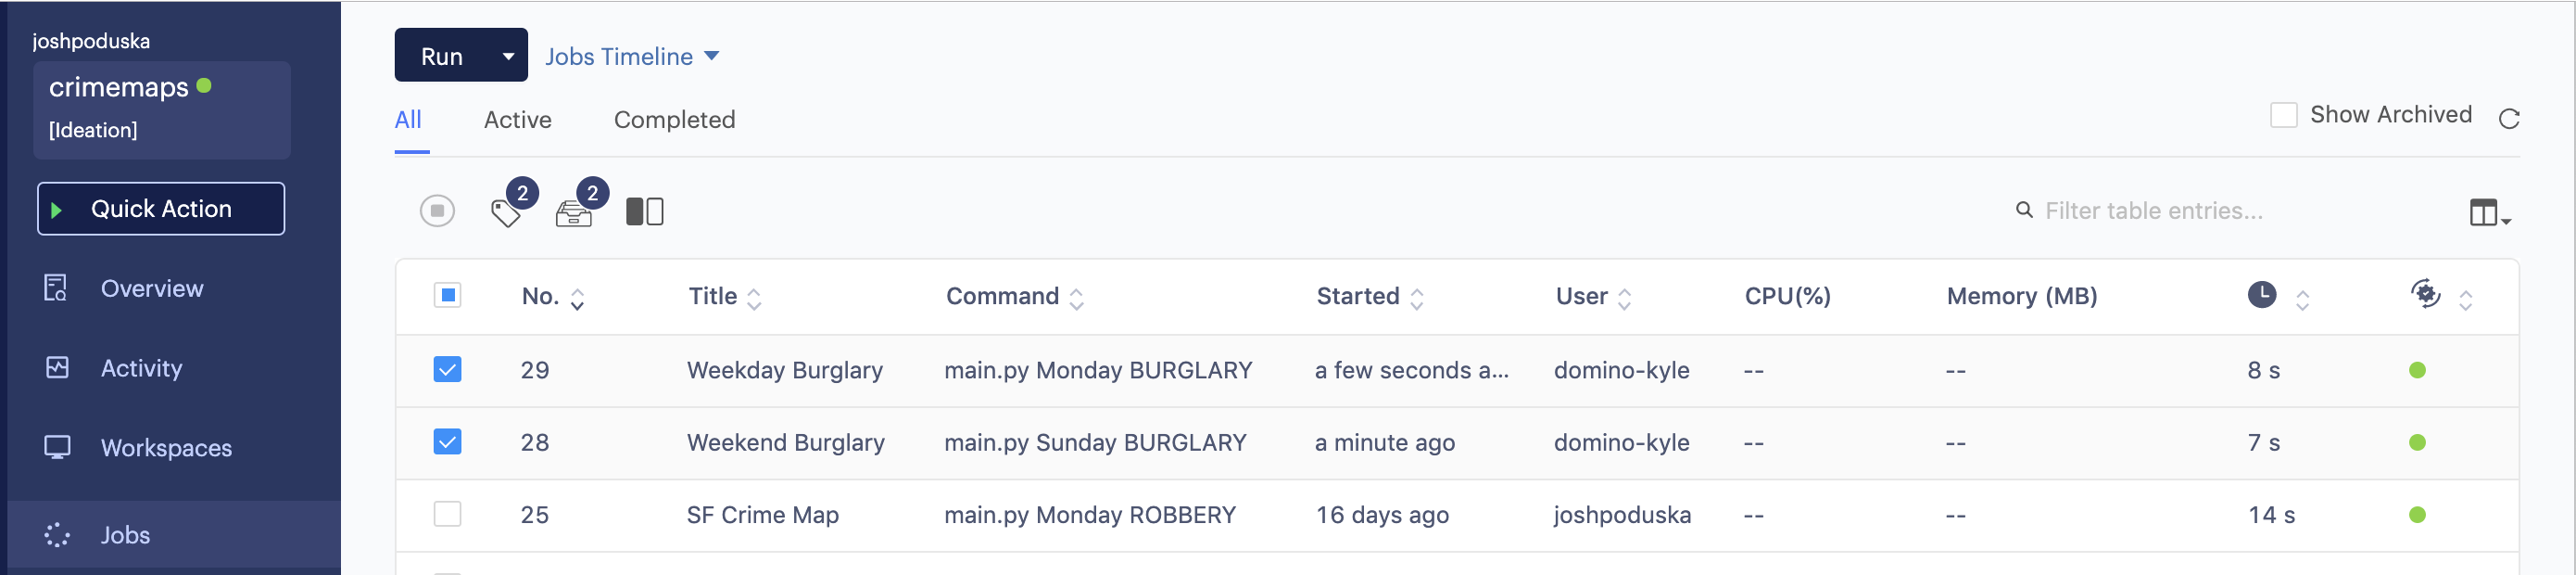 joshpoduska
crimemaps
[Ideation]
Quick Action
Overview
Activity
Workspaces
Jobs
Run Jobs Timeline
All Active Completed Show Archived
2 2 Filter table entries...
No. Title Command Started User CPU(%) Memory (MB)
29 Weekday Burglary main.py Monday BURGLARY a few seconds a... domino-kyle -- -- 8 s
28 Weekend Burglary main.py Sunday BURGLARY a minute ago domino-kyle -- -- 7 s
25 SF Crime Map main.py Monday ROBBERY 16 days ago joshpoduska -- -- 14 s